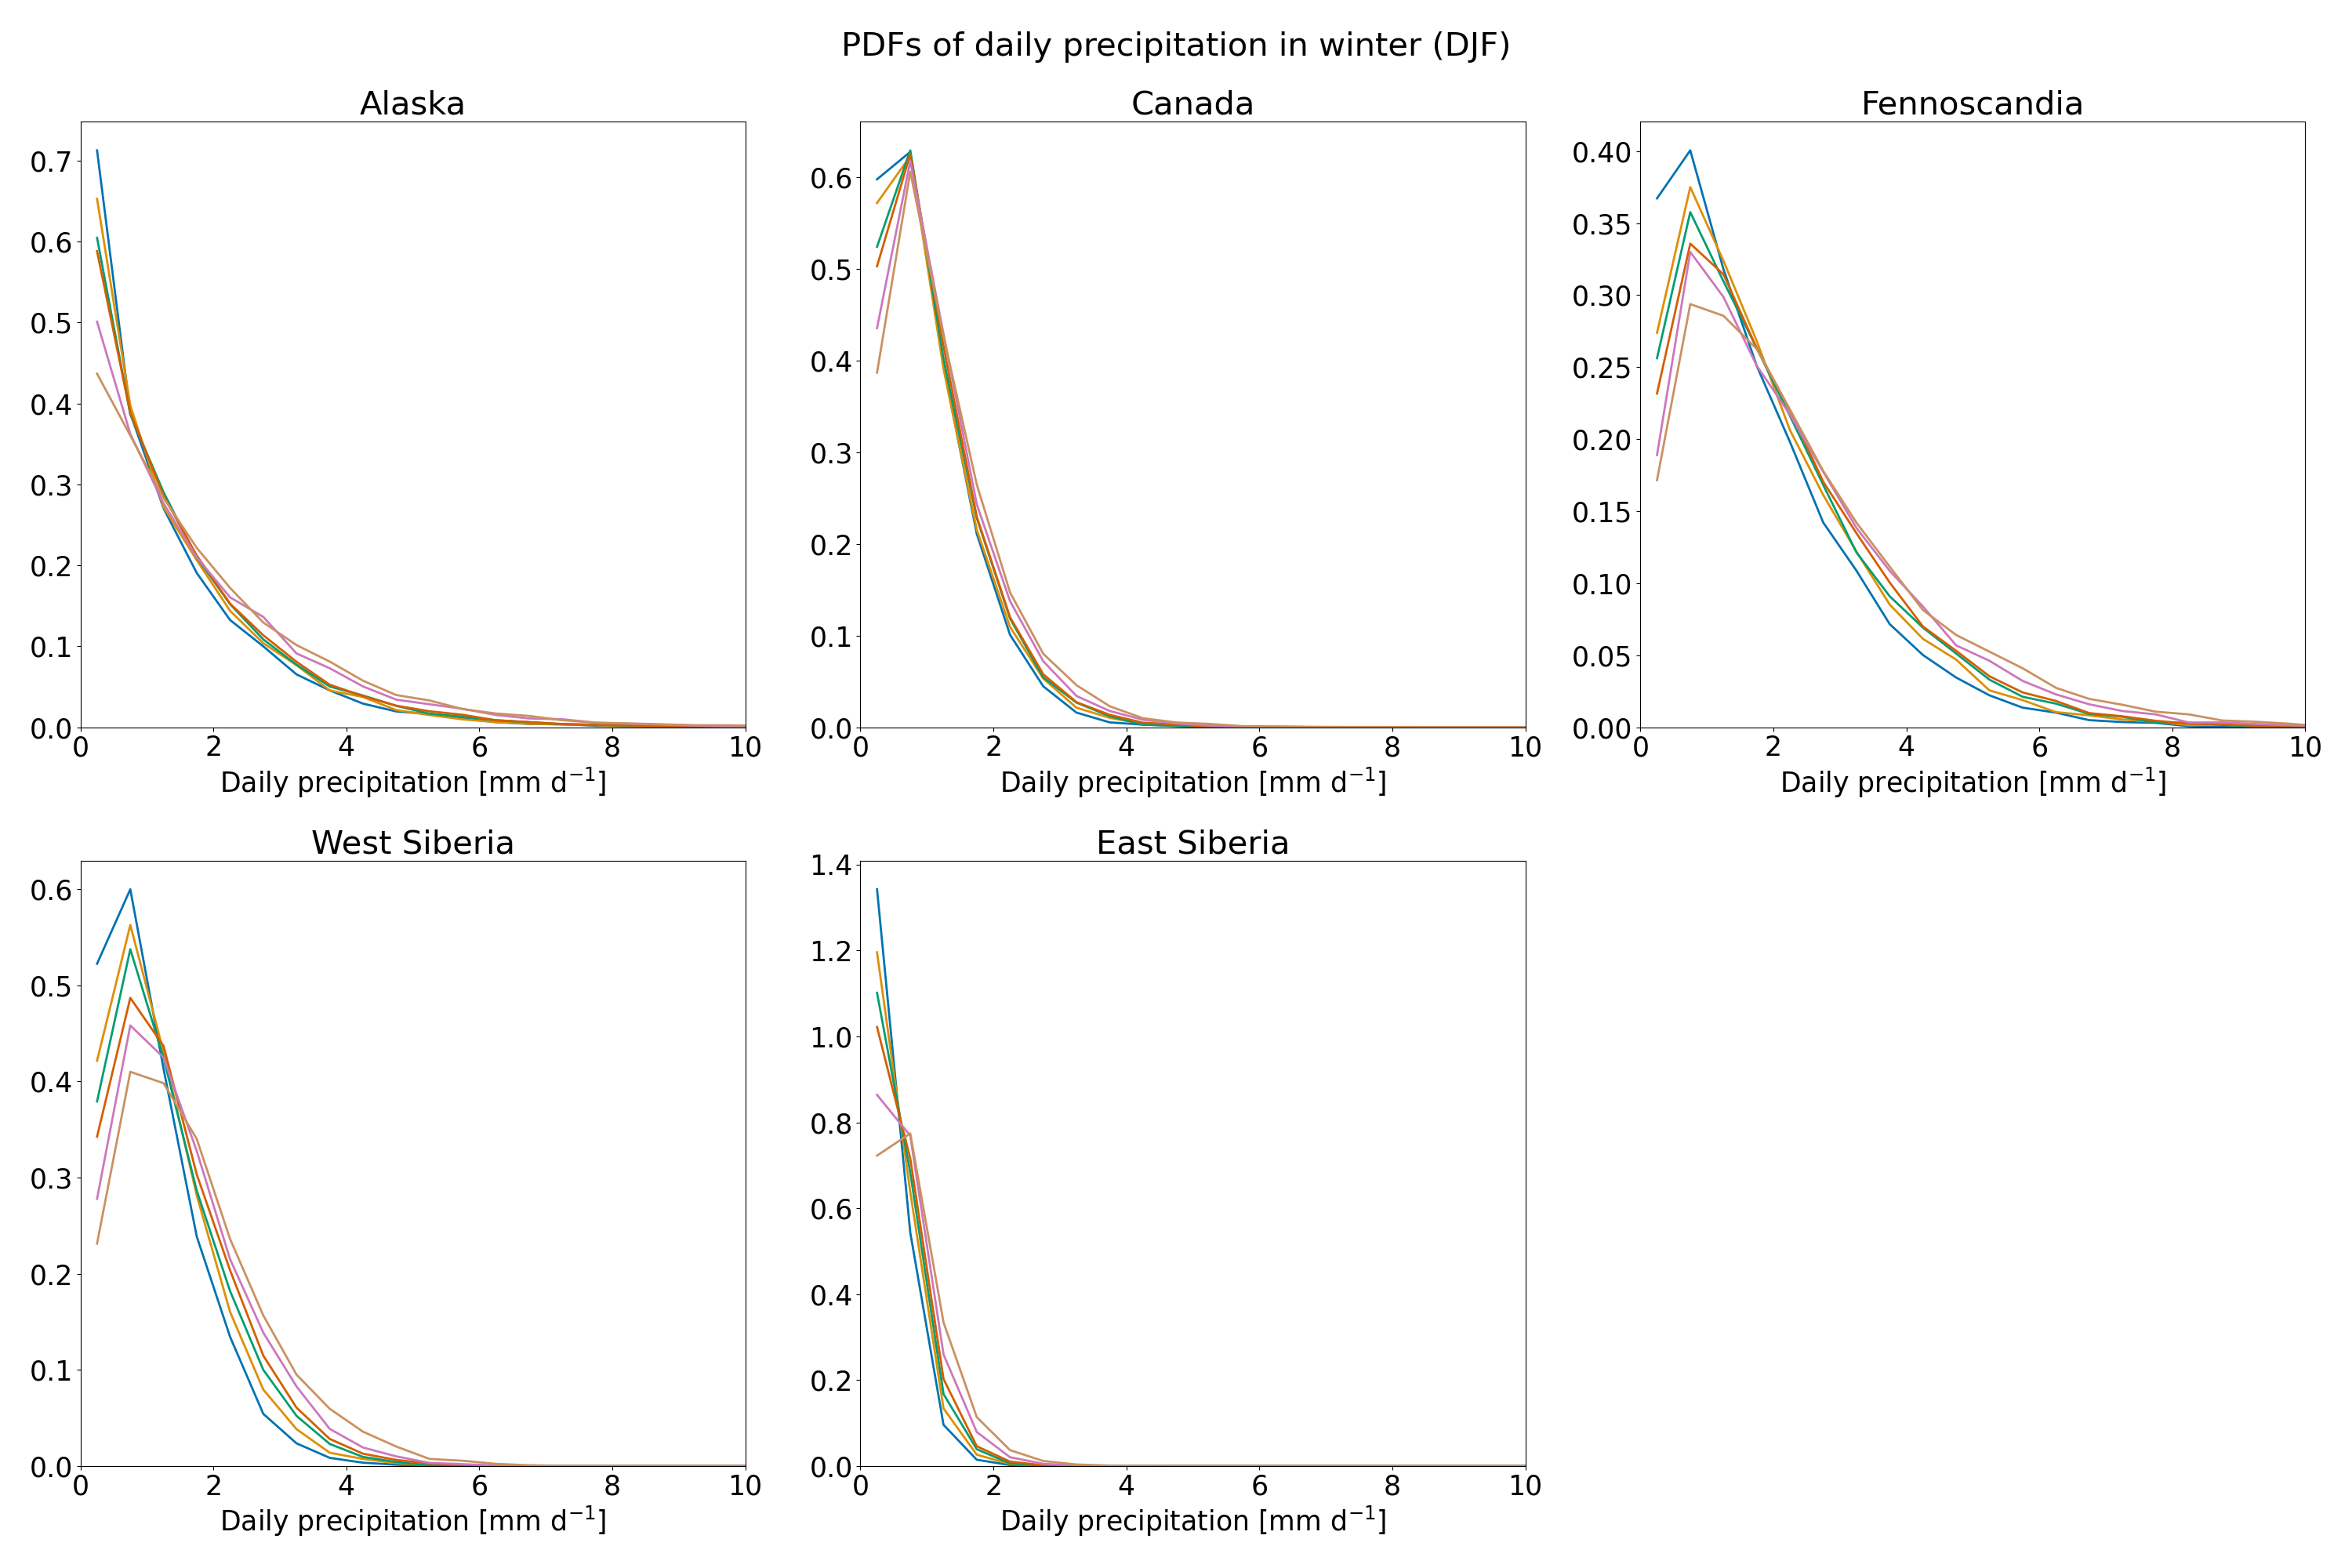 PDFs of daily precipitation in winter (DJF)
Alaska
0.7
0.6
0.5
0.4
0.3
0.2
0.1
0.0
0 2 4 6 8 10
Daily precipitation [mm d⁻¹]
Canada
0.6
0.5
0.4
0.3
0.2
0.1
0.0
0 2 4 6 8 10
Daily precipitation [mm d⁻¹]
Fennoscandia
0.40
0.35
0.30
0.25
0.20
0.15
0.10
0.05
0.00
0 2 4 6 8 10
Daily precipitation [mm d⁻¹]
West Siberia
0.6
0.5
0.4
0.3
0.2
0.1
0.0
0 2 4 6 8 10
Daily precipitation [mm d⁻¹]
East Siberia
1.4
1.2
1.0
0.8
0.6
0.4
0.2
0.0
0 2 4 6 8 10
Daily precipitation [mm d⁻¹]